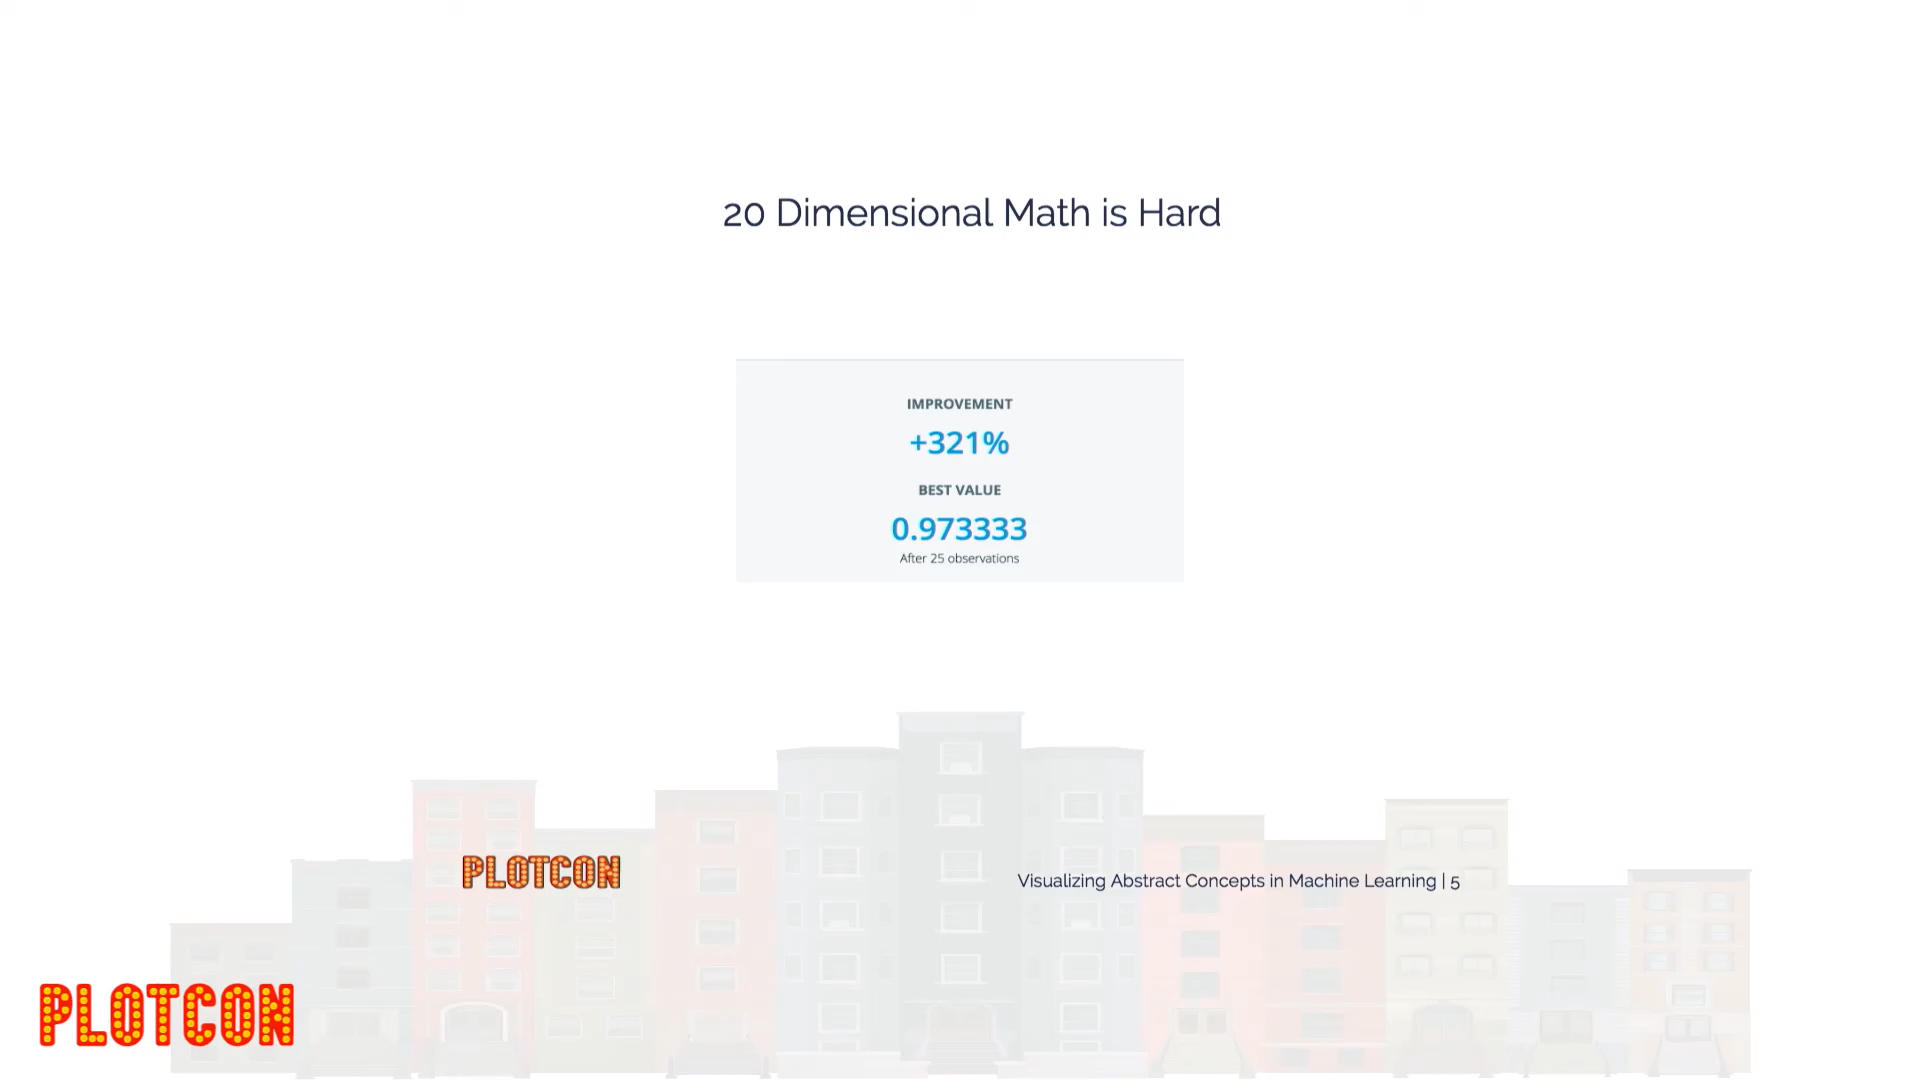 20 Dimensional Math is Hard
IMPROVEMENT
+321%
BEST VALUE
0.973333
After 25 observations
PLOTCON
Visualizing Abstract Concepts in Machine Learning | 5
PLOTCON